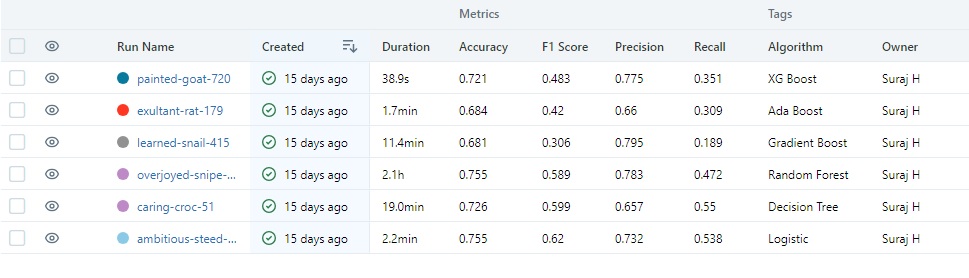 Metrics Tags
Run Name Created Duration Accuracy F1 Score Precision Recall Algorithm Owner
painted-goat-720 15 days ago 38.9s 0.721 0.483 0.775 0.351 XG Boost Suraj H
exultant-rat-179 15 days ago 1.7min 0.684 0.42 0.66 0.309 Ada Boost Suraj H
learned-snail-415 15 days ago 11.4min 0.681 0.306 0.795 0.189 Gradient Boost Suraj H
overjoyed-snipe-... 15 days ago 2.1h 0.755 0.589 0.783 0.472 Random Forest Suraj H
caring-croc-51 15 days ago 19.0min 0.726 0.599 0.657 0.55 Decision Tree Suraj H
ambitious-steed-... 15 days ago 2.2min 0.755 0.62 0.732 0.538 Logistic Suraj H